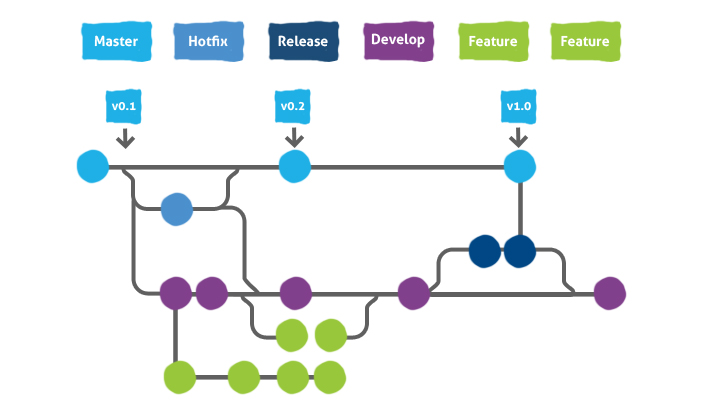 Master
Hotfix
Release
Develop
Feature
Feature
v0.1
v0.2
v1.0